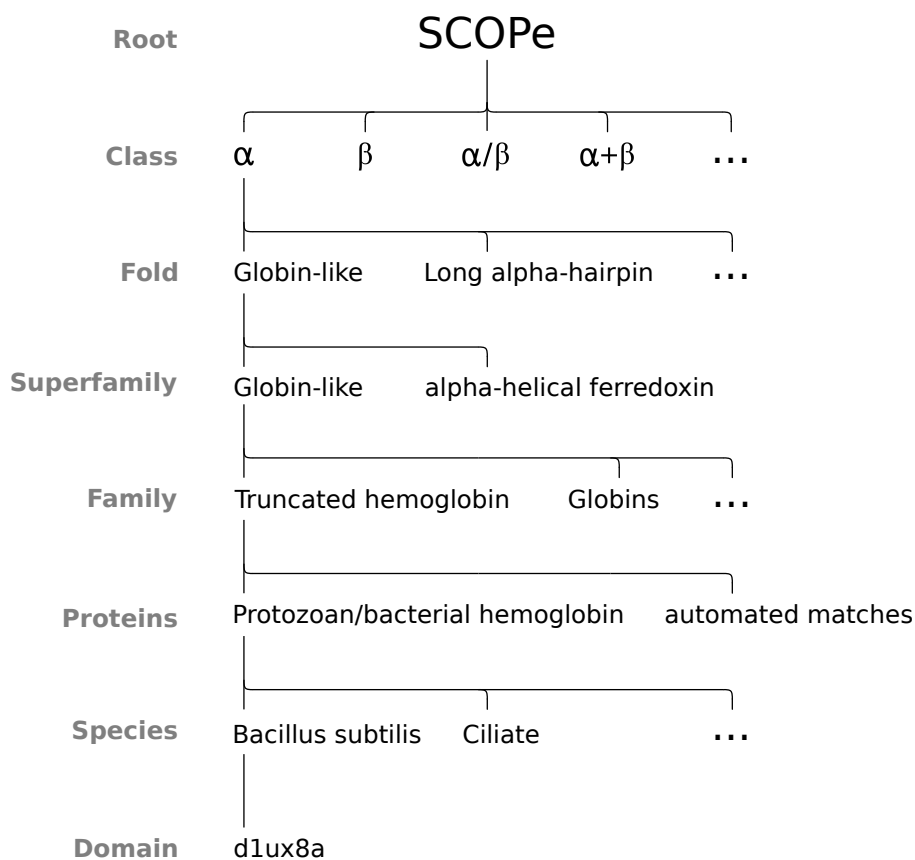 Root SCOPe
Class α β α/β α+β ...
Fold Globin-like Long alpha-hairpin ...
Superfamily Globin-like alpha-helical ferredoxin
Family Truncated hemoglobin Globins ...
Proteins Protozoan/bacterial hemoglobin automated matches
Species Bacillus subtilis Ciliate ...
Domain d1ux8a